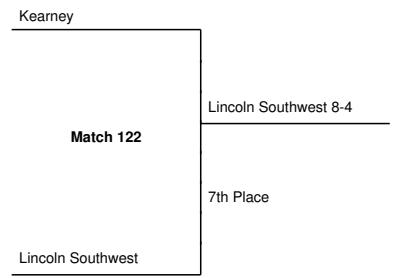 Kearney
Lincoln Southwest 8-4
Match 122
7th Place
Lincoln Southwest